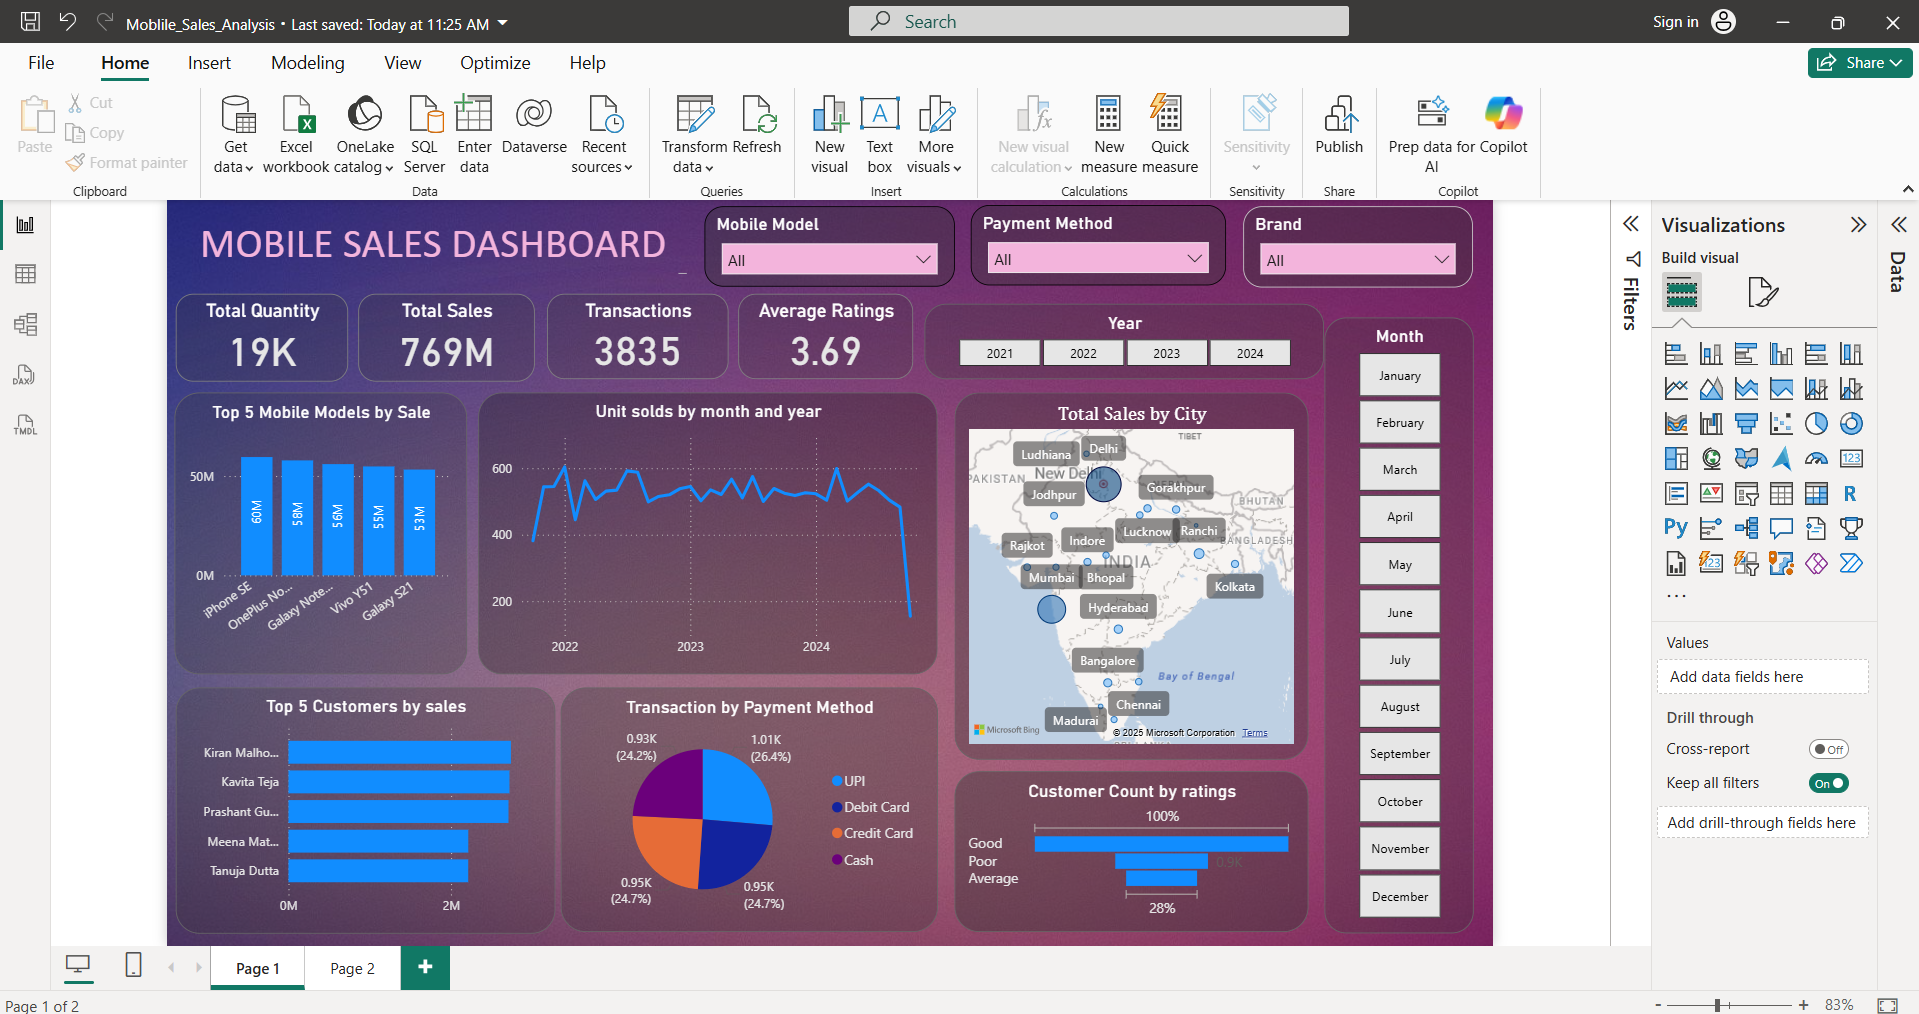 Moblile_Sales_Analysis • Last saved: Today at 11:25 AM
Search
Sign in
File
Home
Insert
Modeling
View
Optimize
Help
Share
Paste
Cut
Copy
Format painter
Clipboard
Get data
Excel workbook
OneLake catalog
SQL Server
Enter data
Dataverse
Recent sources
Data
Transform data
Refresh
Queries
New visual
A
Text box
More visuals
Insert
New visual calculation
New measure
Quick measure
Calculations
Sensitivity
Sensitivity
Publish
Share
Prep data for AI
Copilot
Copilot
DAX
TMDL
MOBILE SALES DASHBOARD
Mobile Model
All
Payment Method
All
Brand
All
Total Quantity
19K
Total Sales
769M
Transactions
3835
Average Ratings
3.69
Year
2021
2022
2023
2024
Month
January
February
March
April
May
June
July
August
September
October
November
December
Top 5 Mobile Models by Sale
50M
0M
60M
58M
56M
55M
53M
iPhone SE
OnePlus No...
Galaxy Note...
Vivo Y51
Galaxy S21
Unit solds by month and year
600
400
200
2022
2023
2024
Total Sales by City
TIBET
Delhi
Ludhiana
New Delhi
PAKISTAN
Jodhpur
Gorakhpur
BHUTAN
Lucknow
Ranchi
Indore
Rajkot
BANGLADESH
INDIA
Mumbai
Bhopal
Kolkata
Hyderabad
Bangalore
Bay of Bengal
Chennai
Madurai
Microsoft Bing
© 2025 Microsoft Corporation
Terms
Top 5 Customers by sales
Kiran Malho...
Kavita Teja
Prashant Gu...
Meena Mat...
Tanuja Dutta
0M
2M
Transaction by Payment Method
0.93K
(24.2%)
1.01K
(26.4%)
0.95K
(24.7%)
0.95K
(24.7%)
UPI
Debit Card
Credit Card
Cash
Customer Count by ratings
100%
Good
Poor
0.9K
Average
28%
Filters
Visualizations
Build visual
123
R
Py
123
...
Values
Add data fields here
Drill through
Cross-report
Off
Keep all filters
On
Add drill-through fields here
Data
Page 1
Page 2
+
Page 1 of 2
-
+
83%